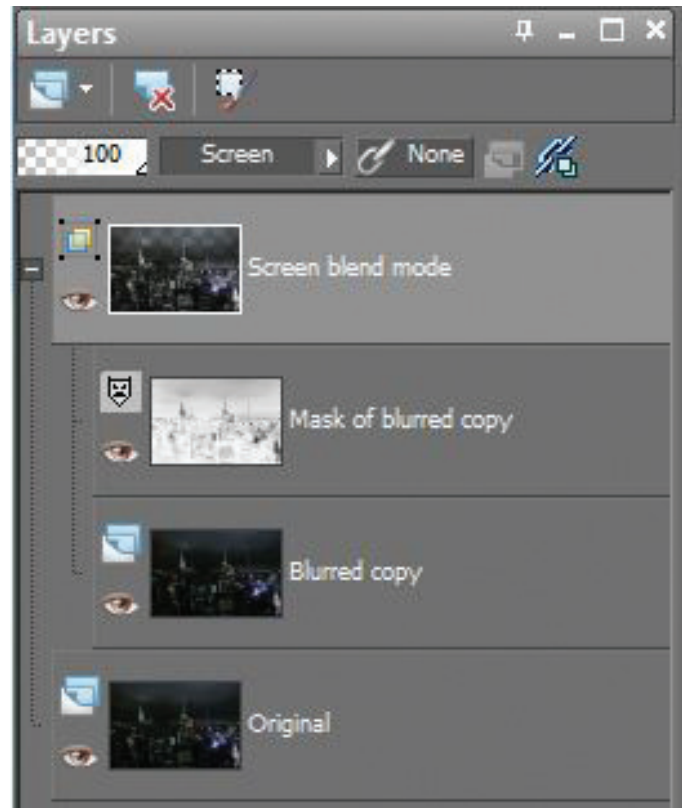 Layers
100 Screen None
Screen blend mode
Mask of blurred copy
Blurred copy
Original